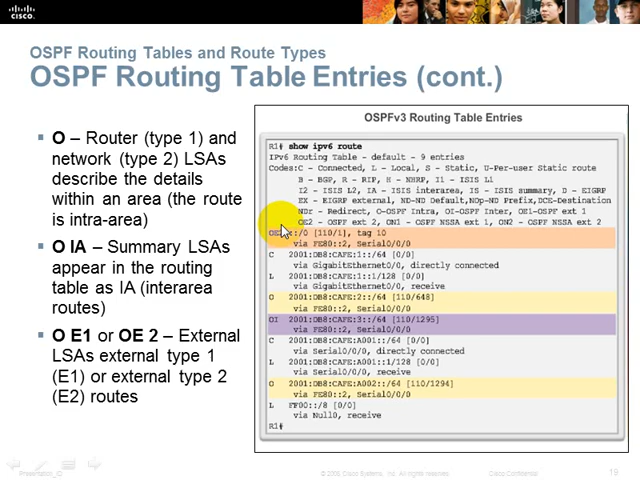 CISCO.
OSPF Routing Tables and Route Types
OSPF Routing Table Entries (cont.)
▪ O – Router (type 1) and
network (type 2) LSAs
describe the details
within an area (the route
is intra-area)
▪ O IA – Summary LSAs
appear in the routing
table as IA (interarea
routes)
▪ O E1 or OE 2 – External
LSAs external type 1
(E1) or external type 2
(E2) routes
OSPFv3 Routing Table Entries
R1# show ipv6 route
IPv6 Routing Table - default - 9 entries
Codes:C - Connected, L - Local, S - Static, U-Per-user Static route
B - BGP, R - RIP, H - NHRP, I1 - ISIS L1
I2 - ISIS L2, IA - ISIS interarea, IS - ISIS summary, D - EIGRP
EX - EIGRP external, ND-ND Default,NDp-ND Prefix,DCE-Destination
NDr - Redirect, O-OSPF Intra, OI-OSPF Inter, OE1-OSPF ext 1
OE2 - OSPF ext 2, ON1 - OSPF NSSA ext 1, ON2 - OSPF NSSA ext 2
::/0 [110/1], tag 10
via FE80::2, Serial0/0/0
C 2001:DB8:CAFE:1::/64 [0/0]
via GigabitEthernet0/0, directly connected
L 2001:DB8:CAFE:1::1/128 [0/0]
via GigabitEthernet0/0, receive
O 2001:DB8:CAFE:2::/64 [110/648]
via FE80::2, Serial0/0/0
OI 2001:DB8:CAFE:3::/64 [110/1295]
via FE80::2, Serial0/0/0
C 2001:DB8:CAFE:A001::/64 [0/0]
via Serial0/0/0, directly connected
L 2001:DB8:CAFE:A001::1/128 [0/0]
via Serial0/0/0, receive
O 2001:DB8:CAFE:A002::/64 [110/1294]
via FE80::2, Serial0/0/0
L FF00::/8 [0/0]
via Null0, receive
R1#
Presentation_ID
Cisco Systems, Inc. All rights reserved.
Cisco Confidential
19